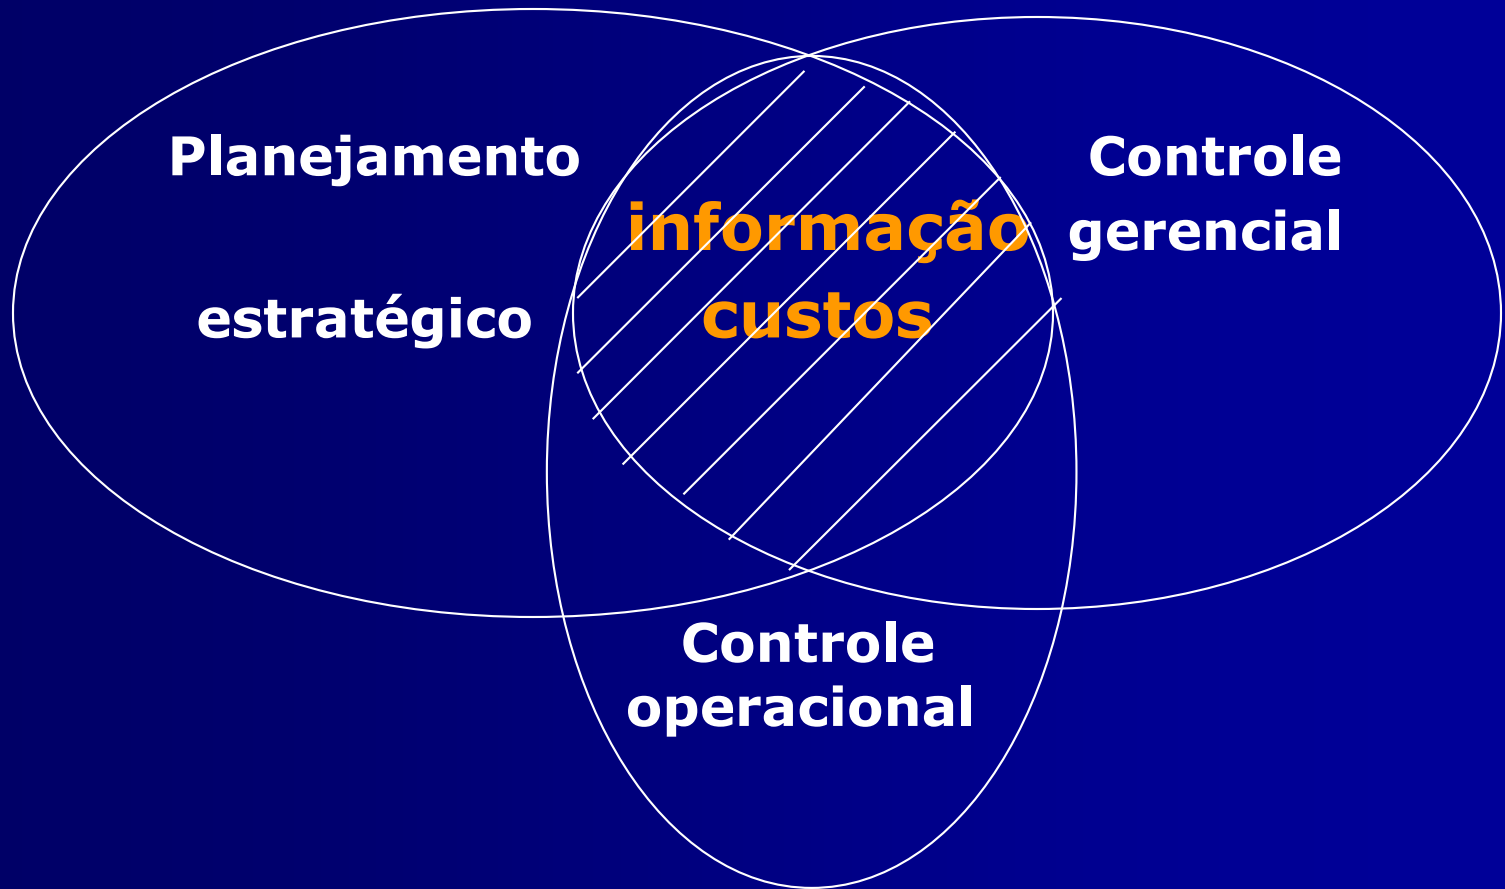 Planejamento
estratégico
informação
custos
Controle
gerencial
Controle
operacional